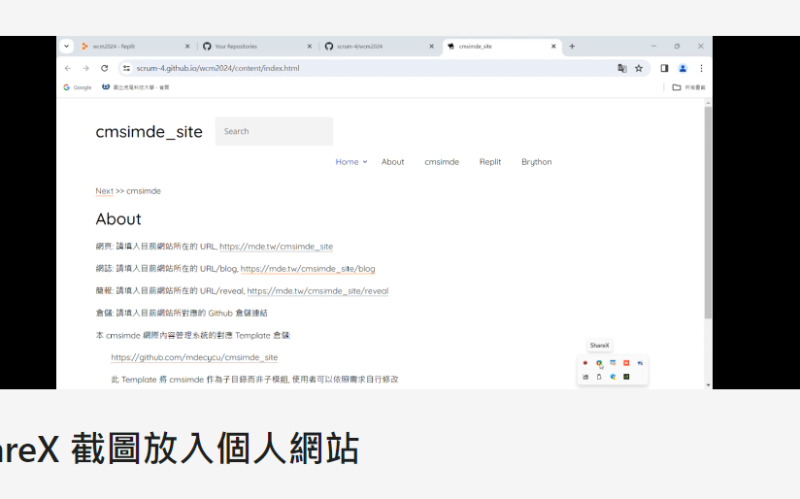 wcm2024 - Replit
Your Repositories
scrum-4/wcm2024
cmsimde_site
scrum-4.github.io/wcm2024/content/index.html
Google
國立虎尾科技大學 - 首頁
所有書籤
cmsimde_site
Search
Home
About
cmsimde
Replit
Brython
Next >> cmsimde
About
網頁: 請填入目前網站所在的 URL, https://mde.tw/cmsimde_site
網誌: 請填入目前網站所在的 URL/blog, https://mde.tw/cmsimde_site/blog
簡報: 請填入目前網站所在的 URL/reveal, https://mde.tw/cmsimde_site/reveal
倉儲: 請填入目前網站所對應的 Github 倉儲連結
本 cmsimde 網際內容管理系統的對應 Template 倉儲:
https://github.com/mdecycu/cmsimde_site
此 Template 將 cmsimde 作為子目錄而非子模組, 使用者可以依照需求自行修改
ShareX
areX 截圖放入個人網站